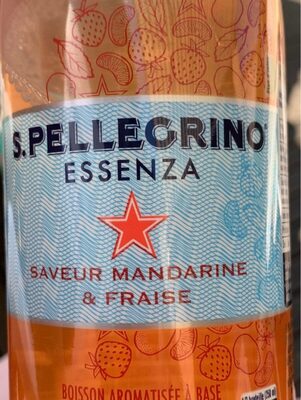 S.PELLEGRINO
ESSENZA
SAVEUR MANDARINE
& FRAISE
BOISSON AROMATISÉE À BASE